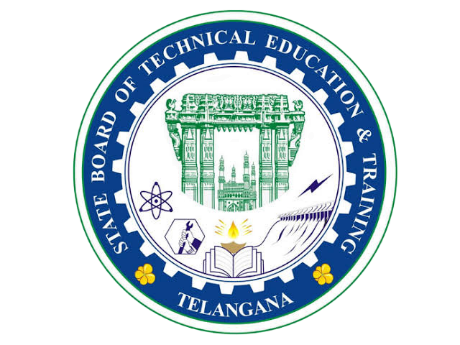 STATE BOARD OF TECHNICAL EDUCATION & TRAINING
TELANGANA